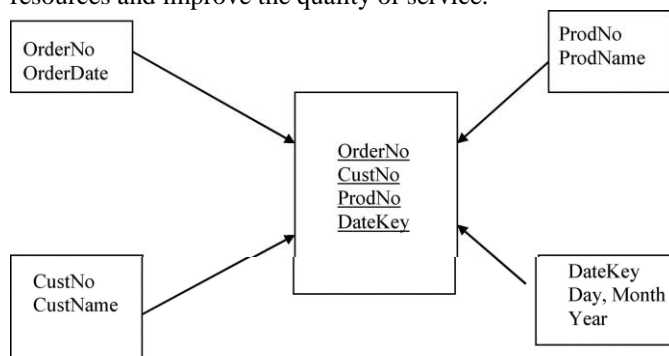 resources and improve the quality of service.
OrderNo
OrderDate
ProdNo
ProdName
OrderNo
CustNo
ProdNo
DateKey
CustNo
CustName
DateKey
Day, Month
Year